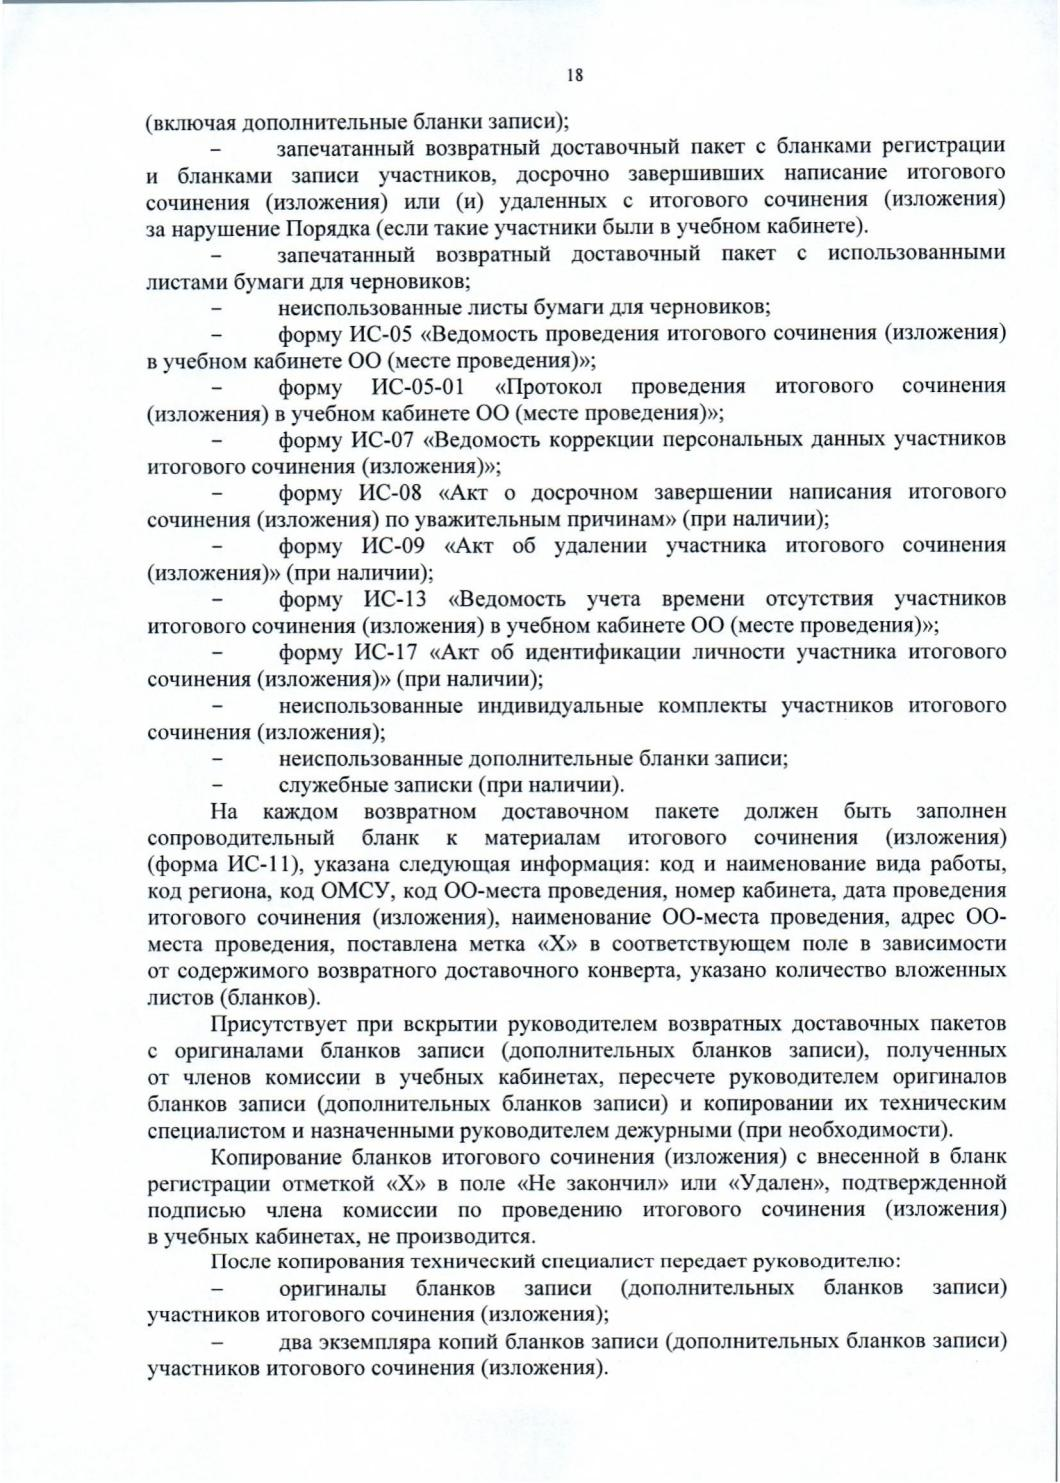 18
(включая дополнительные бланки записи);
– запечатанный возвратный доставочный пакет с бланками регистрации
и бланками записи участников, досрочно завершивших написание итогового
сочинения (изложения) или (и) удаленных с итогового сочинения (изложения)
за нарушение Порядка (если такие участники были в учебном кабинете).
– запечатанный возвратный доставочный пакет с использованными
листами бумаги для черновиков;
– неиспользованные листы бумаги для черновиков;
– форму ИС-05 «Ведомость проведения итогового сочинения (изложения)
в учебном кабинете ОО (месте проведения)»;
– форму ИС-05-01 «Протокол проведения итогового сочинения
(изложения) в учебном кабинете ОО (месте проведения)»;
– форму ИС-07 «Ведомость коррекции персональных данных участников
итогового сочинения (изложения)»;
– форму ИС-08 «Акт о досрочном завершении написания итогового
сочинения (изложения) по уважительным причинам» (при наличии);
– форму ИС-09 «Акт об удалении участника итогового сочинения
(изложения)» (при наличии);
– форму ИС-13 «Ведомость учета времени отсутствия участников
итогового сочинения (изложения) в учебном кабинете ОО (месте проведения)»;
– форму ИС-17 «Акт об идентификации личности участника итогового
сочинения (изложения)» (при наличии);
– неиспользованные индивидуальные комплекты участников итогового
сочинения (изложения);
– неиспользованные дополнительные бланки записи;
– служебные записки (при наличии).
На каждом возвратном доставочном пакете должен быть заполнен
сопроводительный бланк к материалам итогового сочинения (изложения)
(форма ИС-11), указана следующая информация: код и наименование вида работы,
код региона, код ОМСУ, код ОО-места проведения, номер кабинета, дата проведения
итогового сочинения (изложения), наименование ОО-места проведения, адрес ОО-
места проведения, поставлена метка «Х» в соответствующем поле в зависимости
от содержимого возвратного доставочного конверта, указано количество вложенных
листов (бланков).
Присутствует при вскрытии руководителем возвратных доставочных пакетов
с оригиналами бланков записи (дополнительных бланков записи), полученных
от членов комиссии в учебных кабинетах, пересчете руководителем оригиналов
бланков записи (дополнительных бланков записи) и копировании их техническим
специалистом и назначенными руководителем дежурными (при необходимости).
Копирование бланков итогового сочинения (изложения) с внесенной в бланк
регистрации отметкой «Х» в поле «Не закончил» или «Удален», подтвержденной
подписью члена комиссии по проведению итогового сочинения (изложения)
в учебных кабинетах, не производится.
После копирования технический специалист передает руководителю:
– оригиналы бланков записи (дополнительных бланков записи)
участников итогового сочинения (изложения);
– два экземпляра копий бланков записи (дополнительных бланков записи)
участников итогового сочинения (изложения).